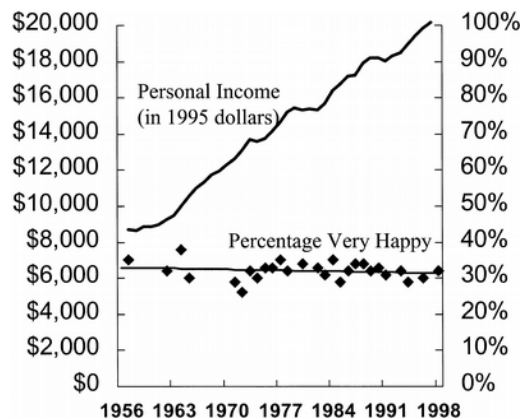 $20,000 100%
$18,000 90%
Personal Income
(in 1995 dollars)
$16,000 80%
$14,000 70%
$12,000 60%
$10,000 50%
$8,000 40%
Percentage Very Happy
$6,000 30%
$4,000 20%
$2,000 10%
$0 0%
1956 1963 1970 1977 1984 1991 1998